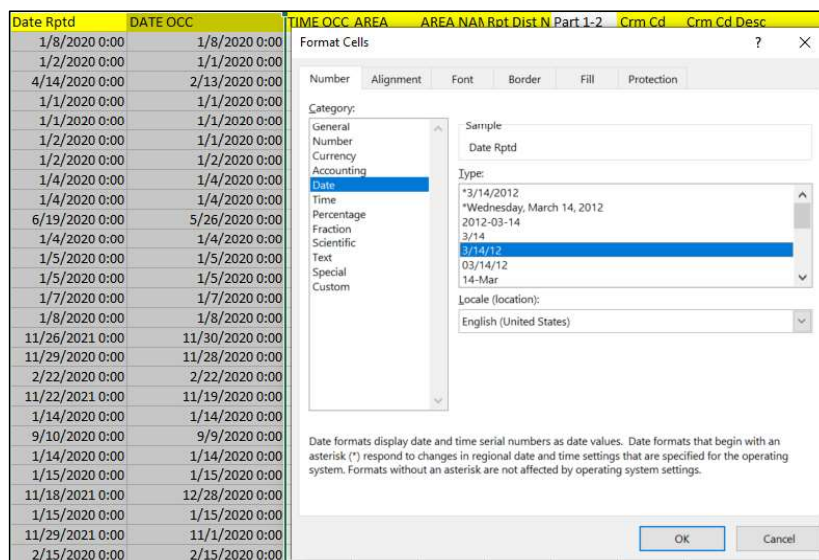 Date Rptd DATE OCC TIME OCC AREA AREA NAM Rpt Dist N Part 1-2 Crm Cd Crm Cd Desc
1/8/2020 0:00 1/8/2020 0:00
1/2/2020 0:00 1/1/2020 0:00
4/14/2020 0:00 2/13/2020 0:00
1/1/2020 0:00 1/1/2020 0:00
1/1/2020 0:00 1/1/2020 0:00
1/2/2020 0:00 1/1/2020 0:00
1/2/2020 0:00 1/2/2020 0:00
1/4/2020 0:00 1/4/2020 0:00
1/4/2020 0:00 1/4/2020 0:00
6/19/2020 0:00 5/26/2020 0:00
1/4/2020 0:00 1/4/2020 0:00
1/5/2020 0:00 1/5/2020 0:00
1/5/2020 0:00 1/5/2020 0:00
1/7/2020 0:00 1/7/2020 0:00
1/8/2020 0:00 1/8/2020 0:00
11/26/2021 0:00 11/30/2020 0:00
11/29/2020 0:00 11/28/2020 0:00
2/22/2020 0:00 2/22/2020 0:00
11/22/2021 0:00 11/19/2020 0:00
1/14/2020 0:00 1/14/2020 0:00
9/10/2020 0:00 9/9/2020 0:00
1/14/2020 0:00 1/14/2020 0:00
1/15/2020 0:00 1/15/2020 0:00
11/18/2021 0:00 12/28/2020 0:00
1/15/2020 0:00 1/15/2020 0:00
11/29/2021 0:00 11/1/2020 0:00
2/15/2020 0:00 2/15/2020 0:00
Format Cells ?
Number Alignment Font Border Fill Protection
Category:
General
Number
Currency
Accounting
Date
Time
Percentage
Fraction
Scientific
Text
Special
Custom
Sample
Date Rptd
Type:
*3/14/2012
*Wednesday, March 14, 2012
2012-03-14
3/14
3/14/12
03/14/12
14-Mar
Locale (location):
English (United States)
Date formats display date and time serial numbers as date values. Date formats that begin with an
asterisk (*) respond to changes in regional date and time settings that are specified for the operating
system. Formats without an asterisk are not affected by operating system settings.
OK Cancel